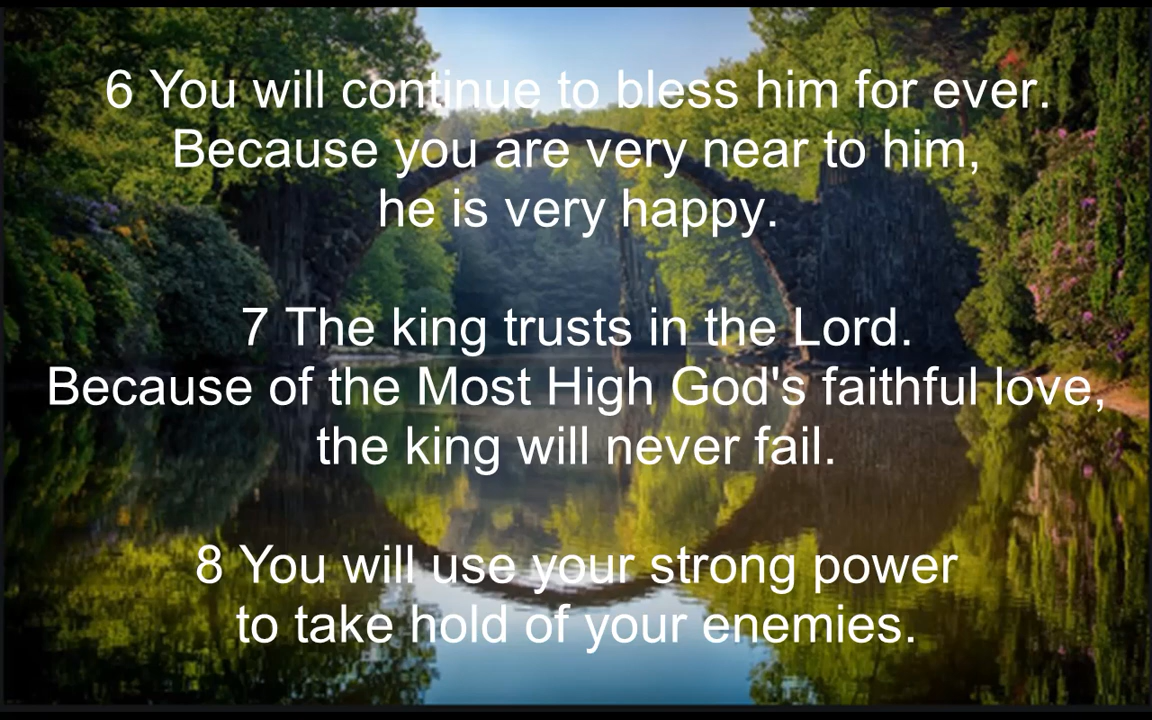 6 You will continue to bless him for ever.
Because you are very near to him,
he is very happy.
7 The king trusts in the Lord.
Because of the Most High God's faithful love,
the king will never fail.
8 You will use your strong power
to take hold of your enemies.